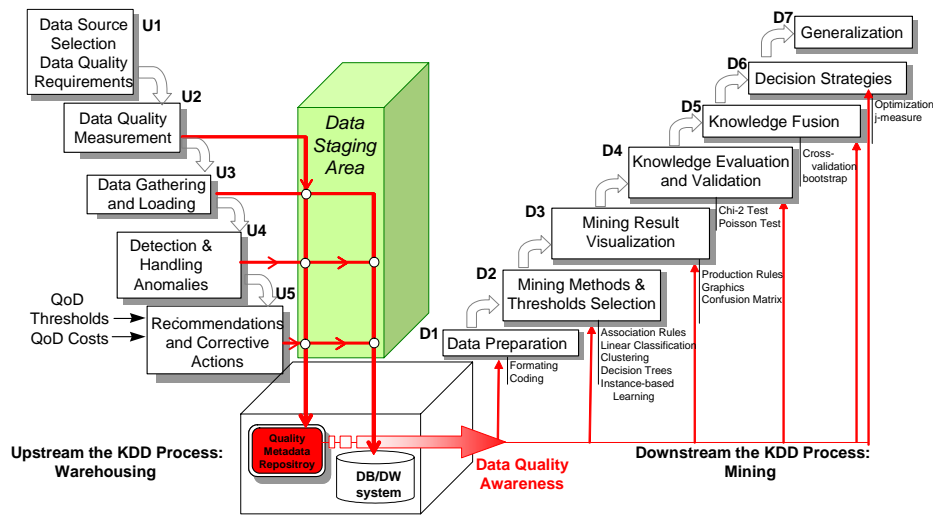 U1
Data Source
Selection
Data Quality
Requirements
U2
Data Quality
Measurement
U3
Data Gathering
and Loading
U4
Detection &
Handling
Anomalies
U5
QoD
Thresholds
QoD Costs
Recommendations
and Corrective
Actions
Data
Staging
Area
D7
Generalization
D6
Decision Strategies
Optimization
j-measure
D5
Knowledge Fusion
Cross-
validation
bootstrap
D4
Knowledge Evaluation
and Validation
Chi-2 Test
Poisson Test
D3
Mining Result
Visualization
Production Rules
Graphics
Confusion Matrix
D2
Mining Methods &
Thresholds Selection
Association Rules
Linear Classification
Clustering
Decision Trees
Instance-based
Learning
D1
Data Preparation
Formating
Coding
Upstream the KDD Process:
Warehousing
Quality
Metadata
Repositroy
DB/DW
system
Data Quality
Awareness
Downstream the KDD Process:
Mining